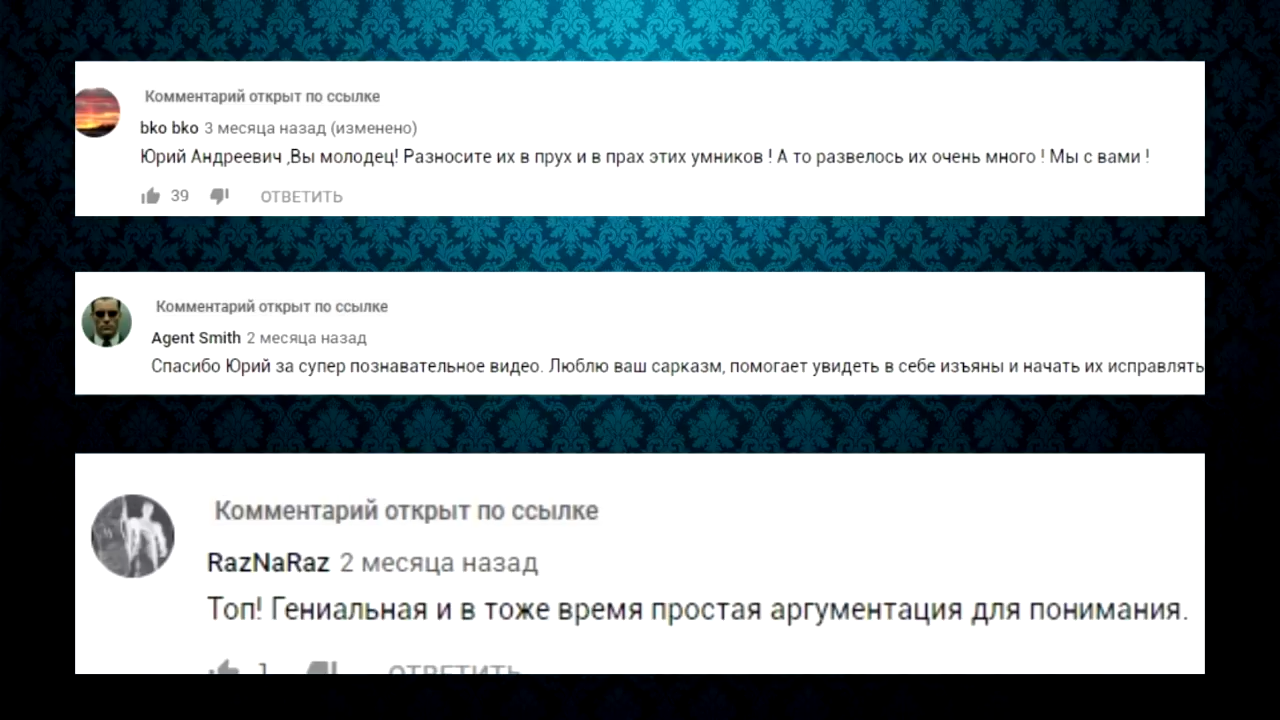 Комментарий открыт по ссылке
bko bko 3 месяца назад (изменено)
Юрий Андреевич ,Вы молодец! Разносите их в прух и в прах этих умников ! А то развелось их очень много ! Мы с вами !
39 ОТВЕТИТЬ
Комментарий открыт по ссылке
Agent Smith 2 месяца назад
Спасибо Юрий за супер познавательное видео. Люблю ваш сарказм, помогает увидеть в себе изъяны и начать их исправлять
Комментарий открыт по ссылке
RazNaRaz 2 месяца назад
Топ! Гениальная и в тоже время простая аргументация для понимания.
1 ОТВЕТИТЬ